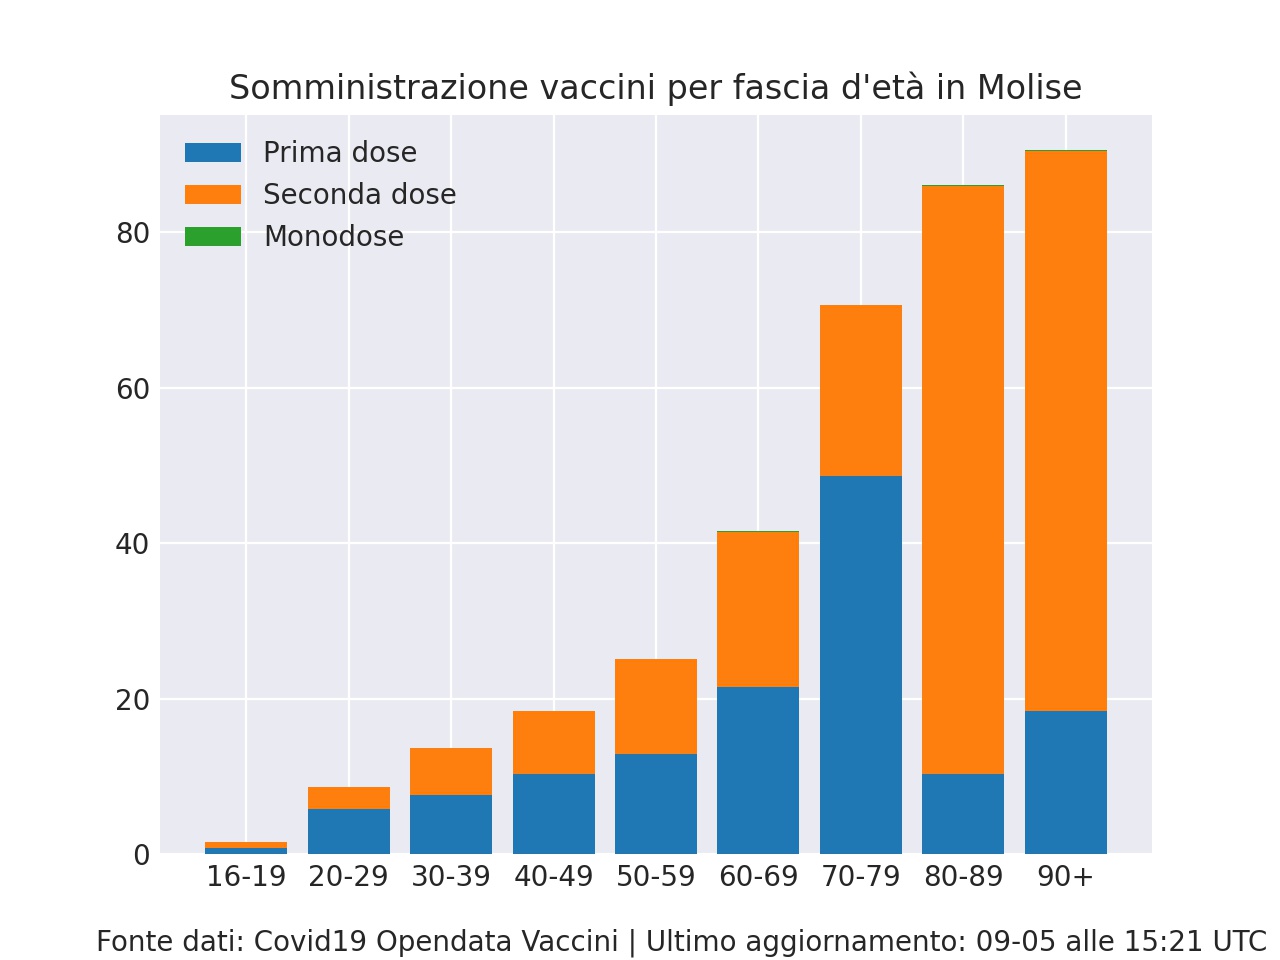 Somministrazione vaccini per fascia d'età in Molise
Prima dose
Seconda dose
Monodose
80
60
40
20
0
16-19 20-29 30-39 40-49 50-59 60-69 70-79 80-89 90+
Fonte dati: Covid19 Opendata Vaccini | Ultimo aggiornamento: 09-05 alle 15:21 UTC